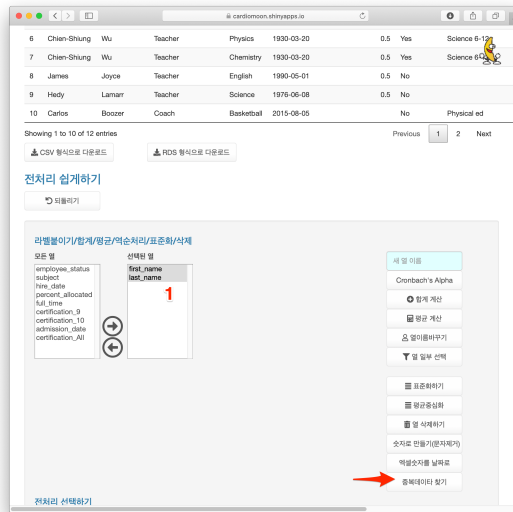 cardiomoon.shinyapps.io
6 Chien-Shiung Wu Teacher Physics 1930-03-20 0.5 Yes Science 6-12
7 Chien-Shiung Wu Teacher Chemistry 1930-03-20 0.5 Yes Science 6-
8 James Joyce Teacher English 1990-05-01 0.5 No
9 Hedy Lamarr Teacher Science 1976-06-08 0.5 No
10 Carlos Boozer Coach Basketball 2015-08-05 No Physical ed
Showing 1 to 10 of 12 entries
Previous 1 2 Next
CSV 형식으로 다운로드
RDS 형식으로 다운로드
전처리 쉽게하기
되돌리기
라벨붙이기/합계/평균/역순처리/표준화/삭제
모든 열
employee_status
subject
hire_date
percent_allocated
full_time
certification_9
certification_10
admission_date
certification_All
선택된 열
first_name
last_name
1
새 열 이름
Cronbach's Alpha
합계 계산
평균 계산
열이름바꾸기
열 일부 선택
표준화하기
평균중심화
열 삭제하기
숫자로 만들기(문자제거)
엑셀숫자를 날짜로
중복데이타 찾기
전처리 선택하기